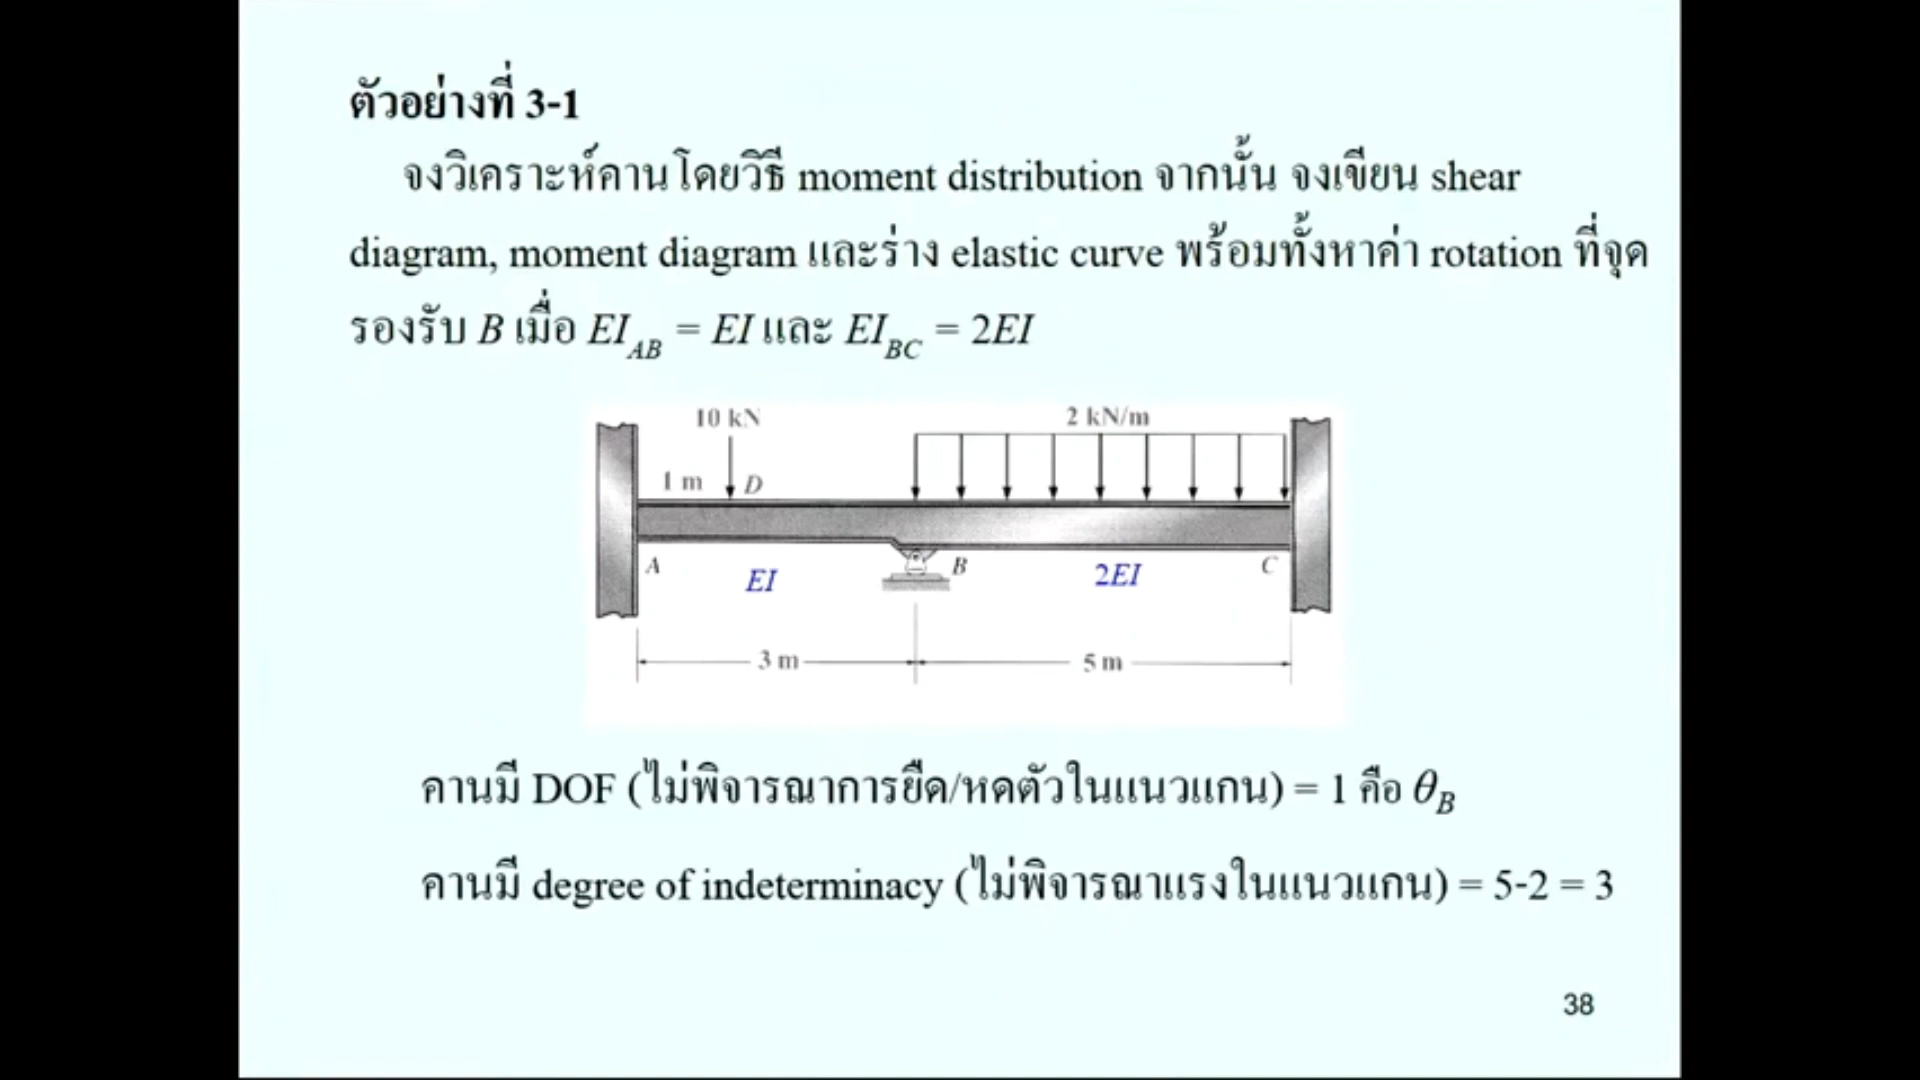 ตัวอย่างที่ 3-1
จงวิเคราะห์คานโดยวิธี moment distribution จากนั้น จงเขียน shear
diagram, moment diagram และร่าง elastic curve พร้อมทั้งหาค่า rotation ที่จุด
รองรับ B เมื่อ EI_AB = EI และ EI_BC = 2EI
10 kN
2 kN/m
1 m
D
A
B
C
EI
2EI
3 m
5 m
คานมี DOF (ไม่พิจารณาการยืด/หดตัวในแนวแกน) = 1 คือ θ_B
คานมี degree of indeterminacy (ไม่พิจารณาแรงในแนวแกน) = 5-2 = 3
38